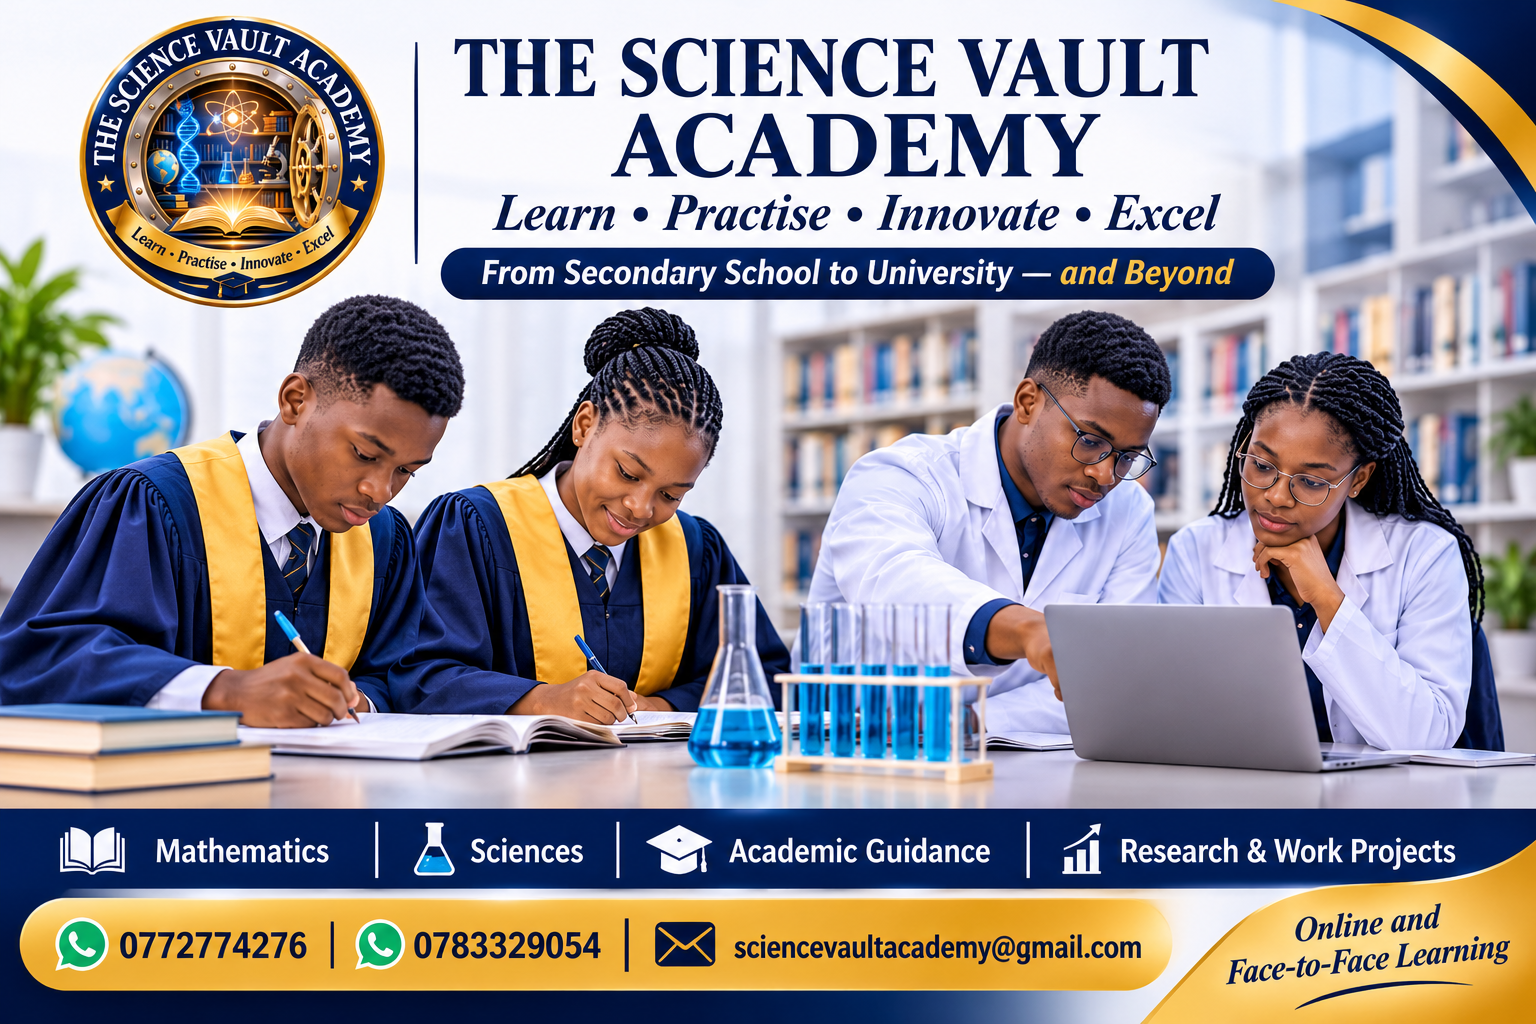 THE SCIENCE VAULT ACADEMY
Learn • Practise • Innovate • Excel
THE SCIENCE VAULT
ACADEMY
Learn • Practise • Innovate • Excel
From Secondary School to University — and Beyond
Mathematics
Sciences
Academic Guidance
Research & Work Projects
0772774276
0783329054
sciencevaultacademy@gmail.com
Online and
Face-to-Face Learning